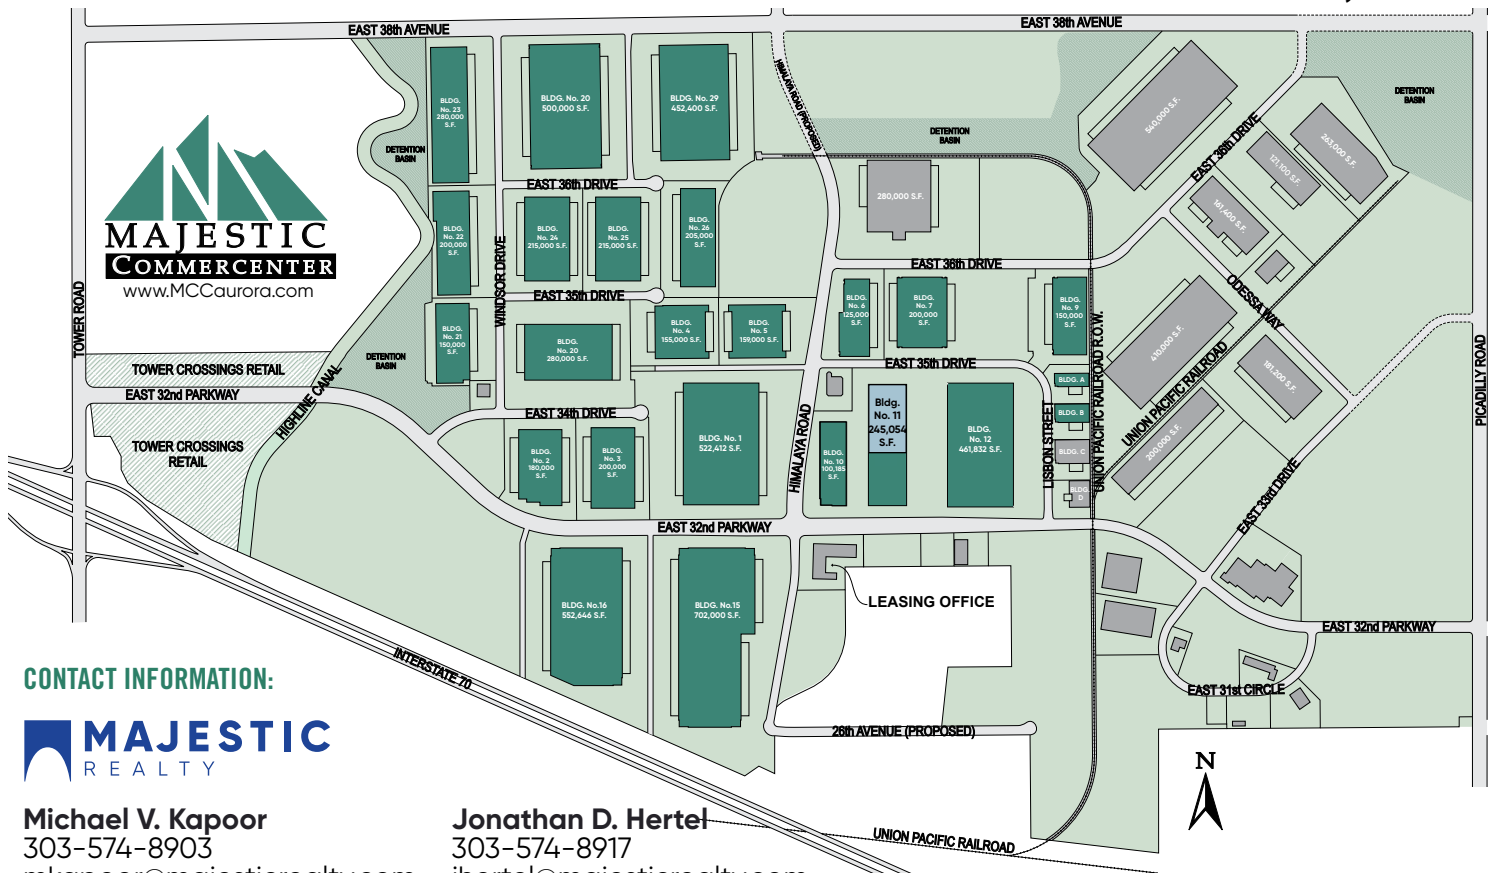 EAST 38th AVENUE
EAST 38th AVENUE
BLDG.
No. 23
280,000
S.F.
BLDG. No. 20
500,000 S.F.
BLDG. No. 29
452,400 S.F.
HIMALAYA ROAD (PROPOSED)
DETENTION
BASIN
DETENTION
BASIN
540,000 S.F.
EAST 36th DRIVE
121,100 S.F.
263,000 S.F.
DETENTION
BASIN
MAJESTIC
COMMERCENTER
www.MCCaurora.com
EAST 36th DRIVE
280,000 S.F.
161,400 S.F.
BLDG.
No. 22
200,000
S.F.
WINDSOR DRIVE
BLDG.
No. 24
215,000 S.F.
BLDG.
No. 25
215,000 S.F.
BLDG.
No. 26
205,000
S.F.
EAST 36th DRIVE
ODESSA WAY
TOWER ROAD
EAST 35th DRIVE
BLDG.
No. 21
150,000
S.F.
BLDG.
No. 20
280,000 S.F.
BLDG.
No. 4
155,000 S.F.
BLDG.
No. 5
159,000 S.F.
BLDG.
No. 6
125,000
S.F.
BLDG.
No. 7
200,000
S.F.
BLDG.
No. 9
150,000
S.F.
410,000 S.F.
181,200 S.F.
PICADILLY ROAD
DETENTION
BASIN
TOWER CROSSINGS RETAIL
EAST 32nd PARKWAY
HIGHLINE CANAL
EAST 35th DRIVE
BLDG. A
BLDG. B
BLDG. C
BLDG.
D
LISBON STREET
UNION PACIFIC RAILROAD R.O.W.
UNION PACIFIC RAILROAD
200,000 S.F.
TOWER CROSSINGS
RETAIL
EAST 34th DRIVE
BLDG.
No. 2
180,000
S.F.
BLDG.
No. 3
200,000
S.F.
BLDG. No. 1
522,412 S.F.
HIMALAYA ROAD
BLDG.
No. 10
100,185
S.F.
Bldg.
No. 11
245,054
S.F.
BLDG.
No. 12
461,832 S.F.
EAST 33rd DRIVE
EAST 32nd PARKWAY
BLDG. No.16
552,646 S.F.
BLDG. No.15
702,000 S.F.
LEASING OFFICE
EAST 32nd PARKWAY
INTERSTATE 70
EAST 31st CIRCLE
26th AVENUE (PROPOSED)
N
UNION PACIFIC RAILROAD
CONTACT INFORMATION:
MAJESTIC
REALTY
Michael V. Kapoor
303-574-8903
Jonathan D. Hertel
303-574-8917